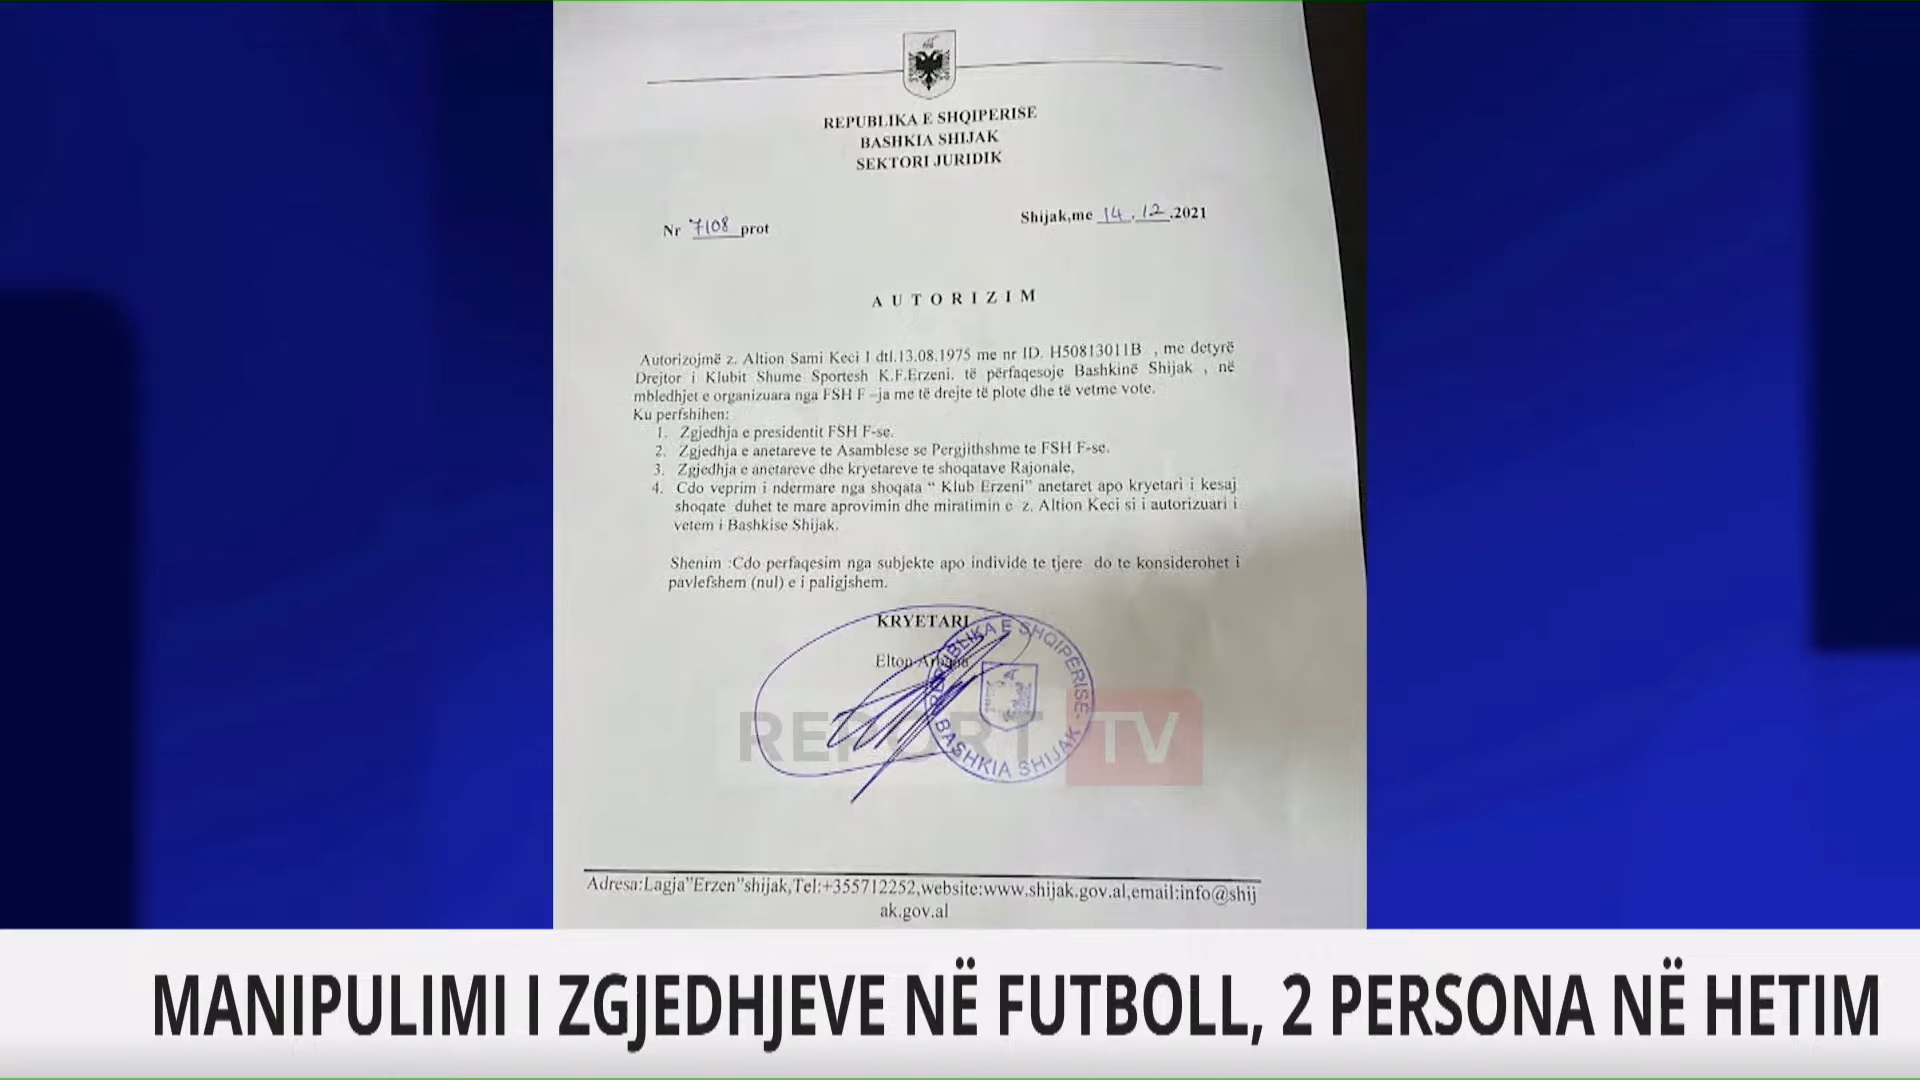 REPUBLIKA E SHQIPERISE
BASHKIA SHIJAK
SEKTORI JURIDIK
Nr 7108 prot
Shijak,me 14.12.2021
AUTORIZIM
Autorizojmë z. Altion Sami Keci I dtl.13.08.1975 me nr ID. H50813011B , me detyrë
Drejtor i Klubit Shume Sportesh K.F.Erzeni. të përfaqesoje Bashkinë Shijak , në
mbledhjet e organizuara nga FSH F –ja me të drejte të plote dhe të vetme vote.
Ku perfshihen:
1. Zgjedhja e presidentit FSH F-se.
2. Zgjedhja e anetareve te Asamblese se Pergjithshme te FSH F-se.
3. Zgjedhja e anetareve dhe kryetareve te shoqatave Rajonale,
4. Cdo veprim i ndermare nga shoqata “ Klub Erzeni” anetaret apo kryetari i kesaj
shoqate duhet te mare aprovimin dhe miratimin e z. Altion Keci si i autorizuari i
vetem i Bashkise Shijak.
Shenim :Cdo perfaqesim nga subjekte apo individe te tjere do te konsiderohet i
pavlefshem (nul) e i paligjshem.
KRYETARI
Elton
REPUBLIKA E SHQIPËRISË
BASHKIA SHIJAK
REPORT TV
Adresa:Lagja”Erzen”shijak,Tel:+355712252,website:www.shijak.gov.al,email:info@shij
ak.gov.al
MANIPULIMI I ZGJEDHJEVE NË FUTBOLL, 2 PERSONA NË HETIM